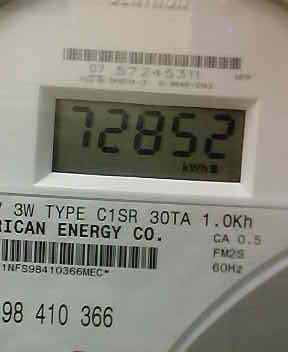 07 57245311
72852
kWh
V 3W TYPE C1SR 30TA 1.0Kh
RICAN ENERGY CO.
CA 0.5
FM2S
1NFS98410366MEC*
60Hz
98 410 366